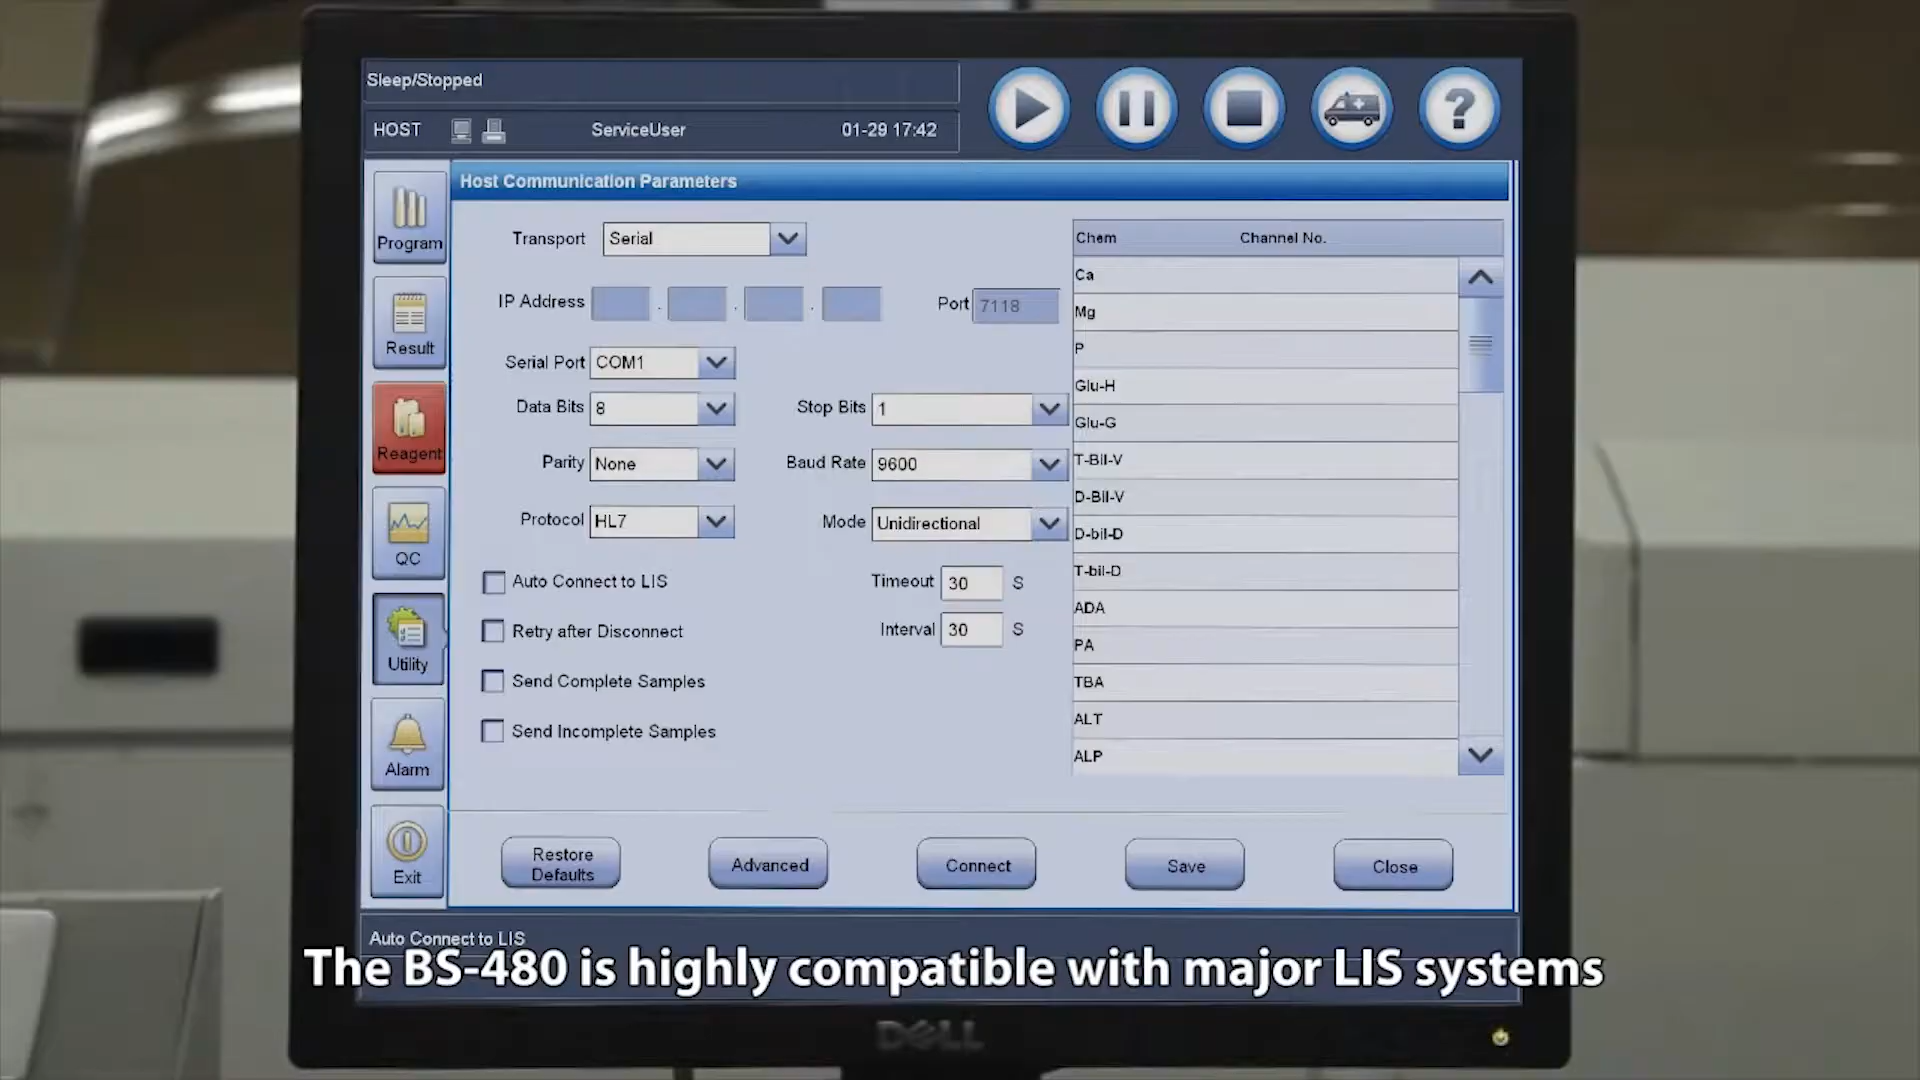 Sleep/Stopped
HOST ServiceUser 01-29 17:42
Host Communication Parameters
Program
Result
Reagent
QC
Utility
Alarm
Exit
Transport Serial
IP Address . . . Port 7118
Serial Port COM1
Data Bits 8 Stop Bits 1
Parity None Baud Rate 9600
Protocol HL7 Mode Unidirectional
Auto Connect to LIS Timeout 30 S
Retry after Disconnect Interval 30 S
Send Complete Samples
Send Incomplete Samples
Chem Channel No.
Ca
Mg
P
Glu-H
Glu-G
T-Bil-V
D-Bil-V
D-bil-D
T-bil-D
ADA
PA
TBA
ALT
ALP
Restore
Defaults
Advanced
Connect
Save
Close
Auto Connect to LIS
The BS-480 is highly compatible with major LIS systems
DELL